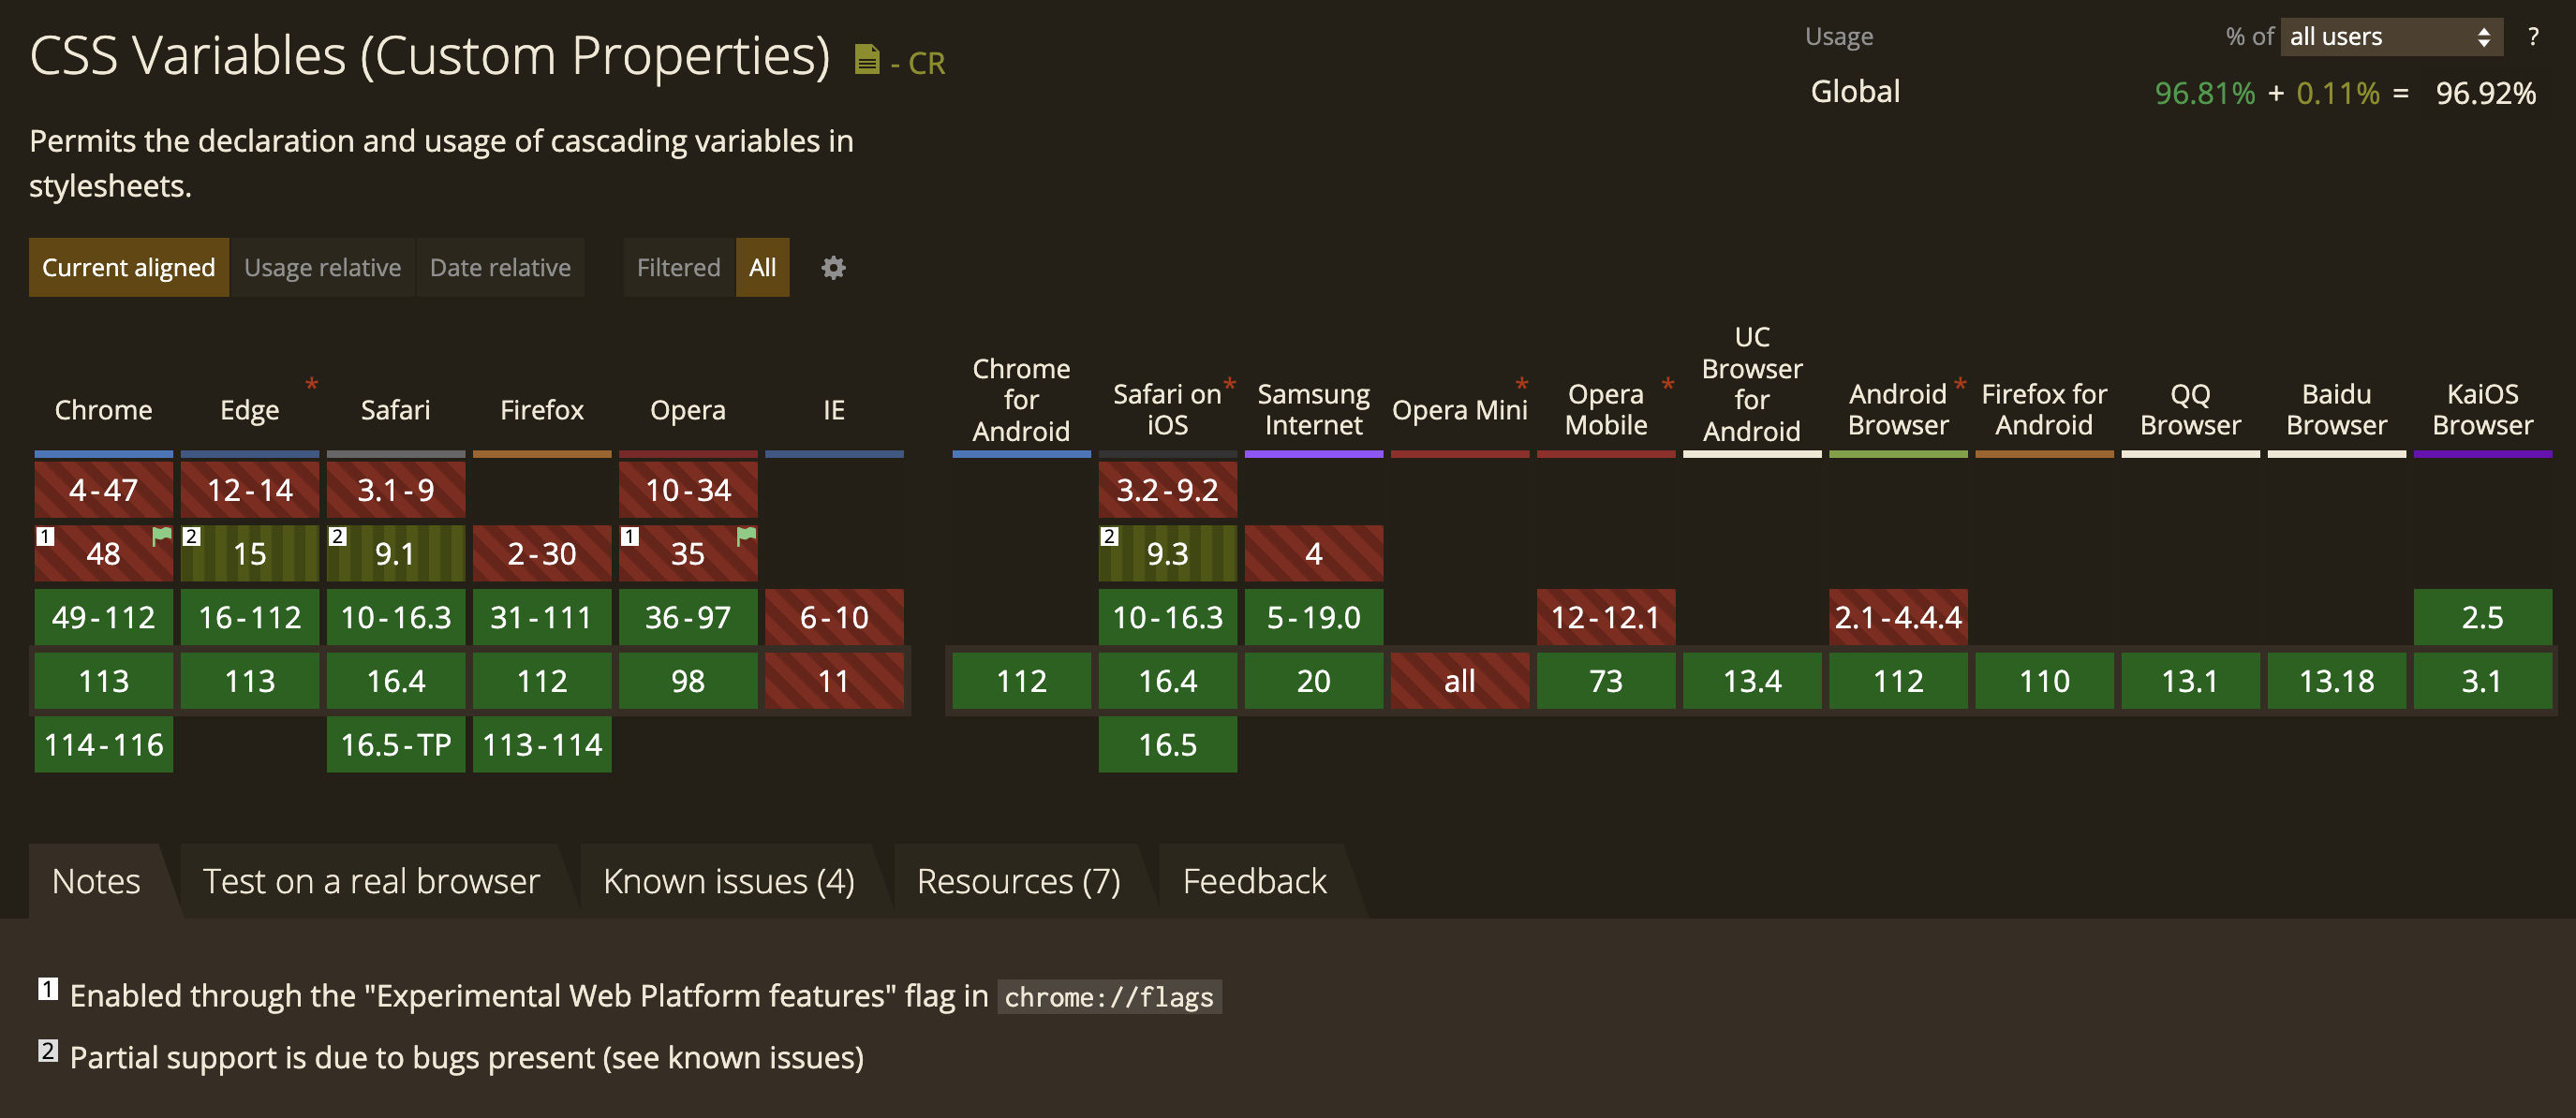 CSS Variables (Custom Properties) - CR
Usage % of all users ?
Global 96.81% + 0.11% = 96.92%
Permits the declaration and usage of cascading variables in
stylesheets.
Current aligned Usage relative Date relative Filtered All
Chrome Edge * Safari Firefox Opera IE Chrome for Android Safari on iOS * Samsung Internet Opera Mini * Opera Mobile * UC Browser for Android Android Browser * Firefox for Android QQ Browser Baidu Browser KaiOS Browser
4-47 12-14 3.1-9 10-34 3.2-9.2
1 48 2 15 2 9.1 2-30 1 35 2 9.3 4
49-112 16-112 10-16.3 31-111 36-97 6-10 10-16.3 5-19.0 12-12.1 2.1-4.4.4 2.5
113 113 16.4 112 98 11 112 16.4 20 all 73 13.4 112 110 13.1 13.18 3.1
114-116 16.5-TP 113-114 16.5
Notes Test on a real browser Known issues (4) Resources (7) Feedback
1 Enabled through the "Experimental Web Platform features" flag in chrome://flags
2 Partial support is due to bugs present (see known issues)